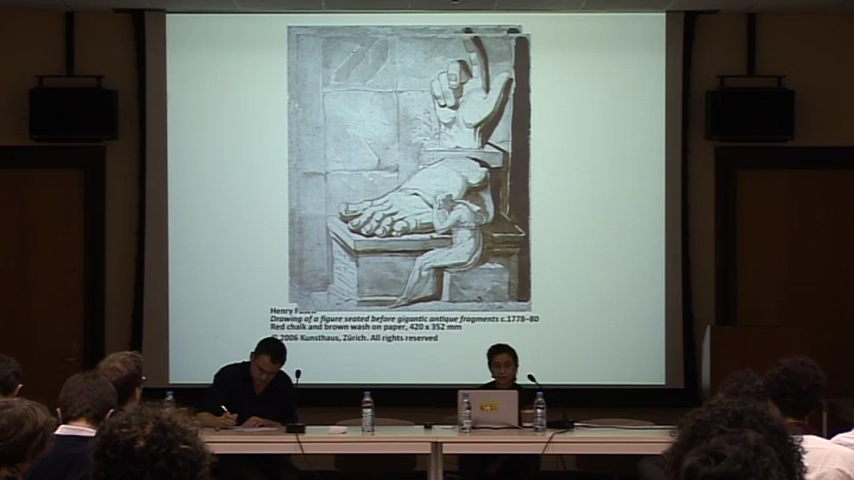 Henry
Drawing of a figure seated before gigantic antique fragments c.1778–80
Red chalk and brown wash on paper, 420 x 352 mm
© 2006 Kunsthaus, Zürich. All rights reserved